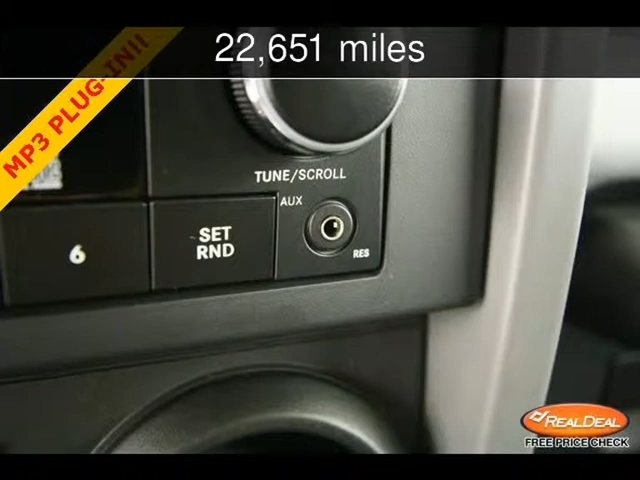 22,651 miles
MP3 PLUG-IN!!
TUNE/SCROLL
AUX
6
SET
RND
RES
REALDEAL
FREE PRICE CHECK